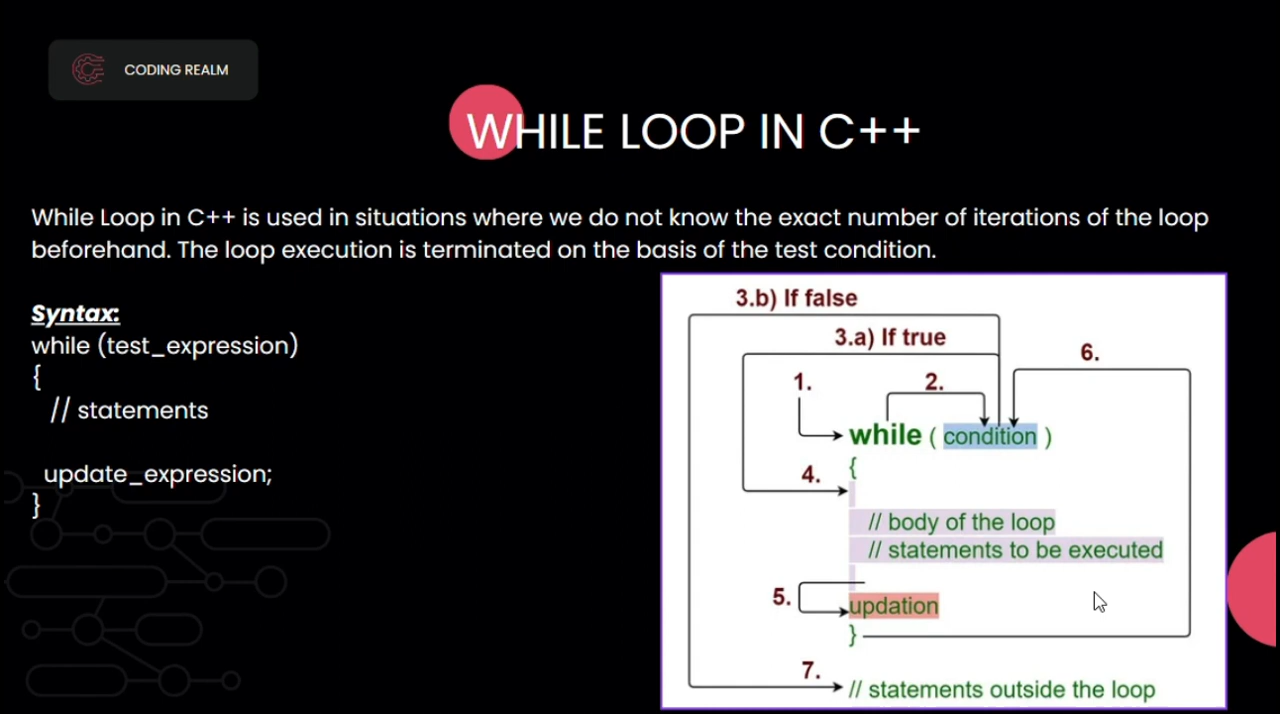 CODING REALM
WHILE LOOP IN C++
While Loop in C++ is used in situations where we do not know the exact number of iterations of the loop
beforehand. The loop execution is terminated on the basis of the test condition.
Syntax:
while (test_expression)
{
// statements
update_expression;
}
3.b) If false
3.a) If true
6.
1.
2.
while ( condition )
{
4.
// body of the loop
// statements to be executed
5.
updation
}
7.
// statements outside the loop